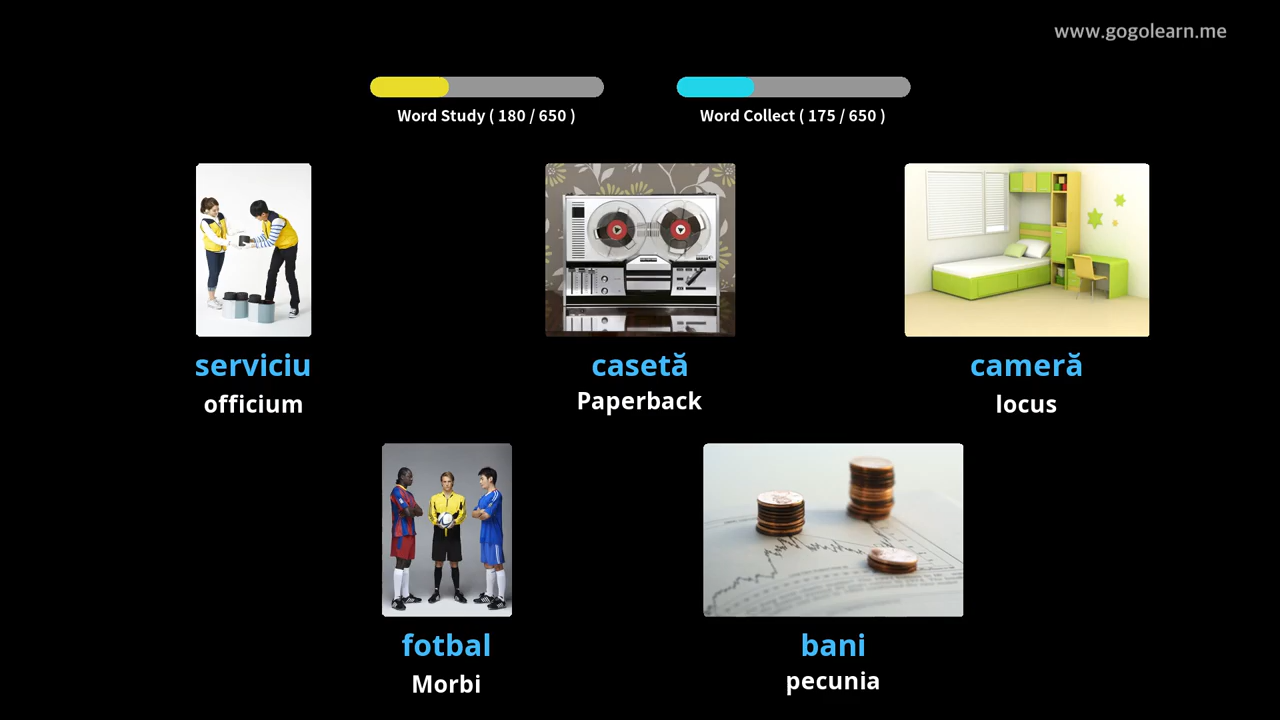 www.gogolearn.me
Word Study ( 180 / 650 )
Word Collect ( 175 / 650 )
serviciu
officium
casetă
Paperback
cameră
locus
fotbal
Morbi
bani
pecunia